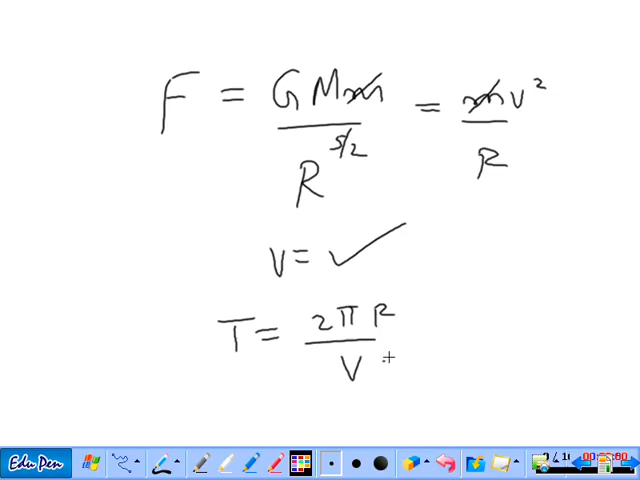 F = GMm / R^5/2 = mv² / R
v = ✓
T = 2πR / V
Edu Pen